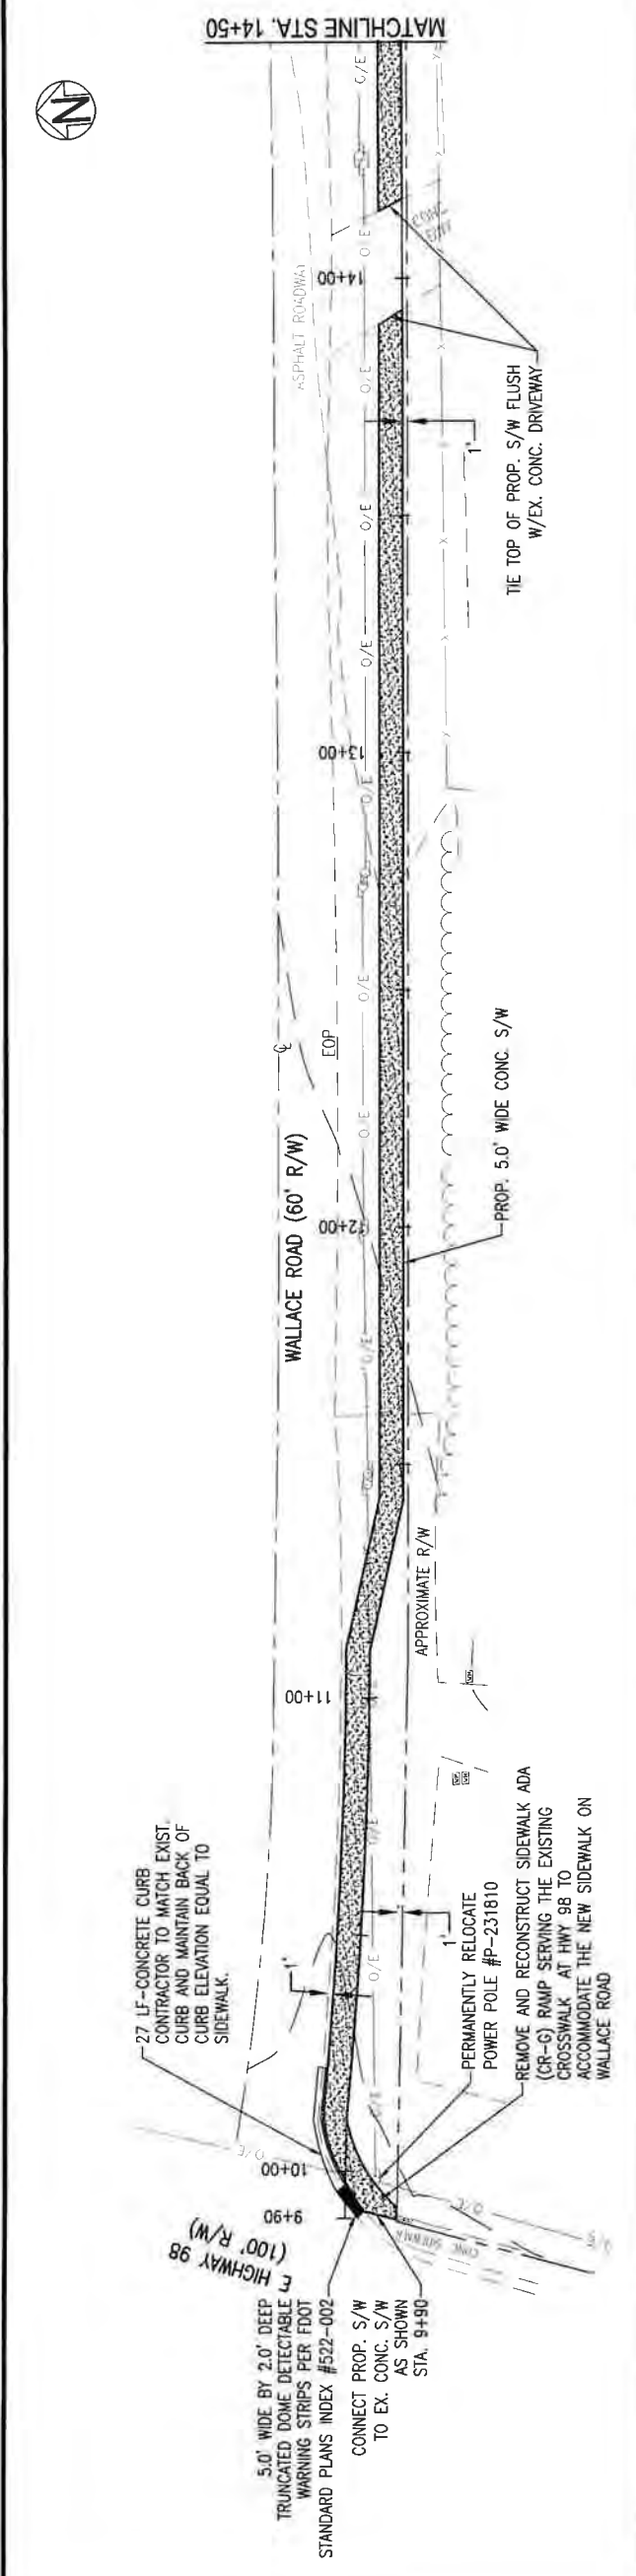 MATCHLINE STA. 14+50
N
27 LF-CONCRETE CURB
CONTRACTOR TO MATCH EXIST.
CURB AND MAINTAIN BACK OF
CURB ELEVATION EQUAL TO
SIDEWALK.
E HIGHWAY 98
(100' R/W)
5.0' WIDE BY 2.0' DEEP
TRUNCATED DOME DETECTABLE
WARNING STRIPS PER FDOT
STANDARD PLANS INDEX #522-002
CONNECT PROP. S/W
TO EX. CONC. S/W
AS SHOWN
STA. 9+90
9+90
10+00
11+00
12+00
13+00
14+00
WALLACE ROAD (60' R/W)
EOP
ASPHALT ROADWAY
1'
1'
1'
APPROXIMATE R/W
PERMANENTLY RELOCATE
POWER POLE #P-231810
REMOVE AND RECONSTRUCT SIDEWALK ADA
(CR-G) RAMP SERVING THE EXISTING
CROSSWALK AT HWY 98 TO
ACCOMMODATE THE NEW SIDEWALK ON
WALLACE ROAD
PROP. 5.0' WIDE CONC. S/W
TIE TOP OF PROP. S/W FLUSH
W/EX. CONC. DRIVEWAY
CONC. SIDEWALK
CONC
O/E
O/E
O/E
O/E
O/E
O/E
O/E
O/E
O/E
O/E
O/E
O/E
O/E
O/E